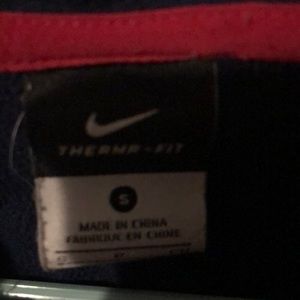 THERMA-FIT
S
MADE IN CHINA
FABRIQUÉ EN CHINE